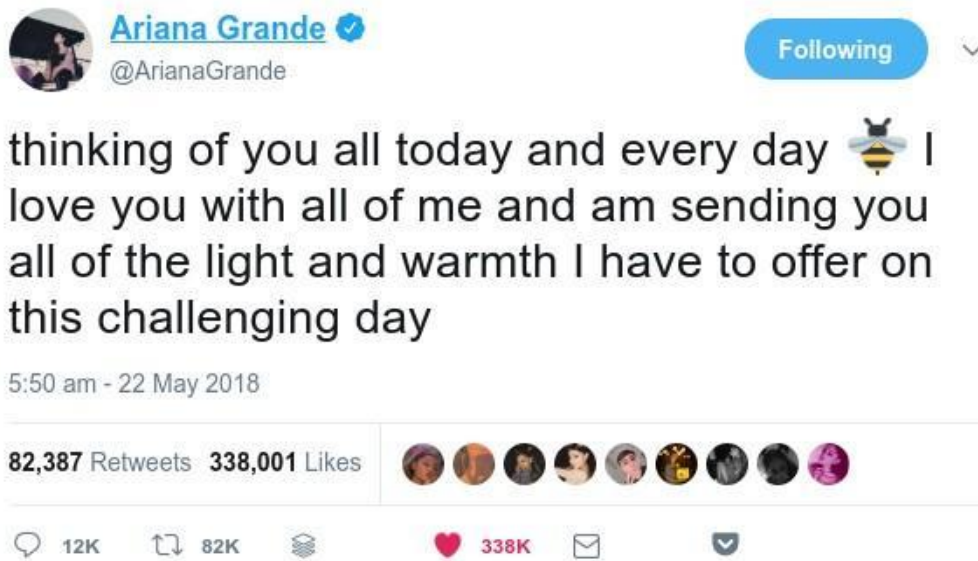 Ariana Grande
@ArianaGrande
Following
thinking of you all today and every day 🐝 I
love you with all of me and am sending you
all of the light and warmth I have to offer on
this challenging day
5:50 am - 22 May 2018
82,387 Retweets 338,001 Likes
12K 82K 338K